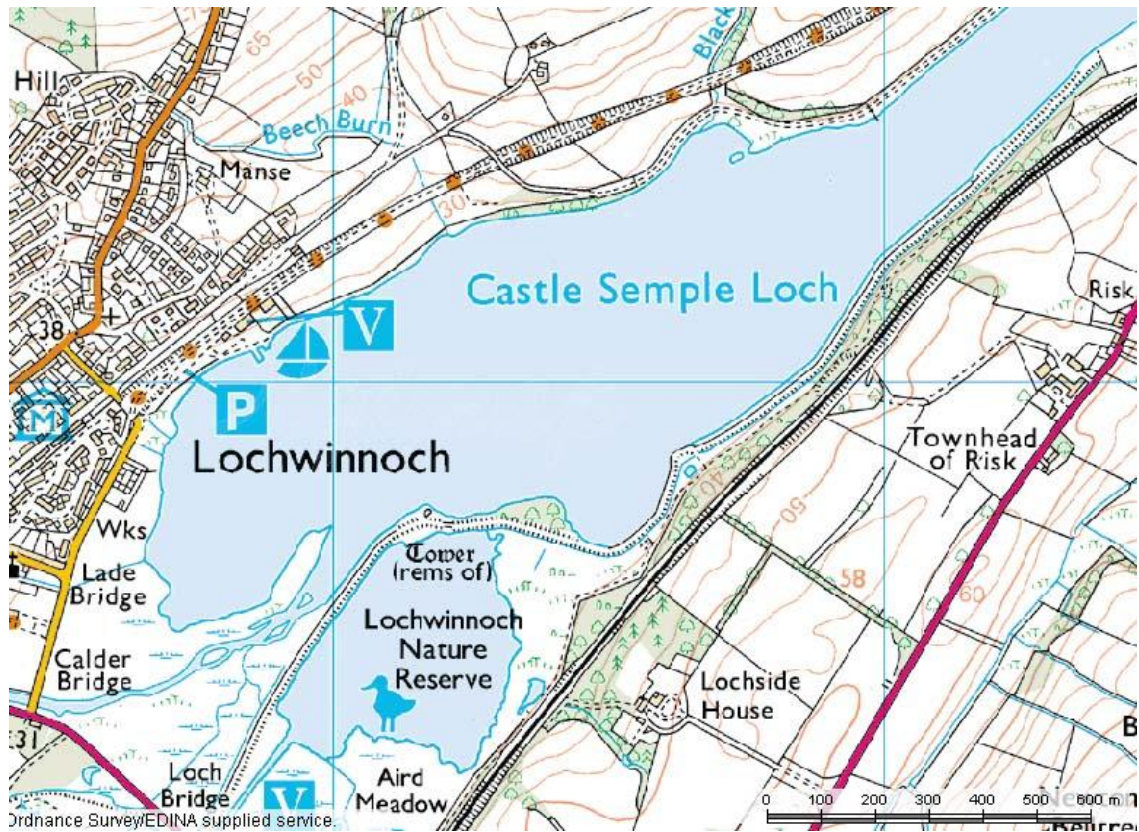 65
Black
Hill
50
40
Beech Burn
Manse
30
Castle Semple Loch
Risk
38
V
P
M
Lochwinnoch
Townhead
of Risk
40
50
Wks
Tower
(rems of)
58
60
Lade
Bridge
Lochwinnoch
Nature
Reserve
Calder
Bridge
Lochside
House
31
Loch
Bridge
V
Aird
Meadow
B
0 100 200 300 400 500 600 m
Ordnance Survey/EDINA supplied service.